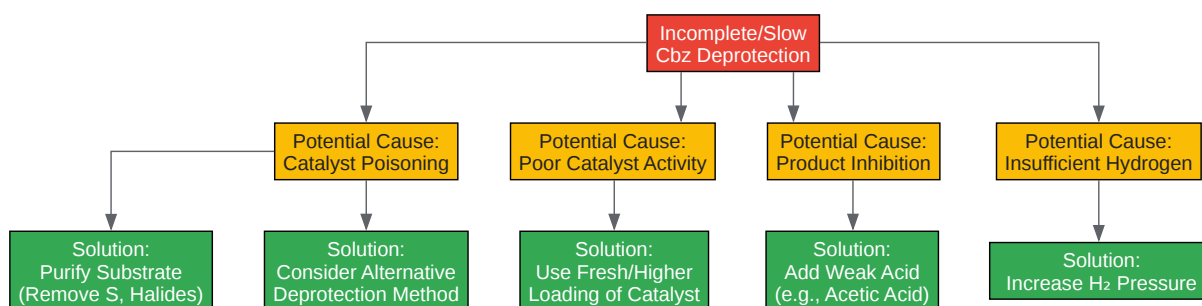 Incomplete/Slow
Cbz Deprotection
Potential Cause:
Catalyst Poisoning
Potential Cause:
Poor Catalyst Activity
Potential Cause:
Product Inhibition
Potential Cause:
Insufficient Hydrogen
Solution:
Purify Substrate
(Remove S, Halides)
Solution:
Consider Alternative
Deprotection Method
Solution:
Use Fresh/Higher
Loading of Catalyst
Solution:
Add Weak Acid
(e.g., Acetic Acid)
Solution:
Increase H₂ Pressure